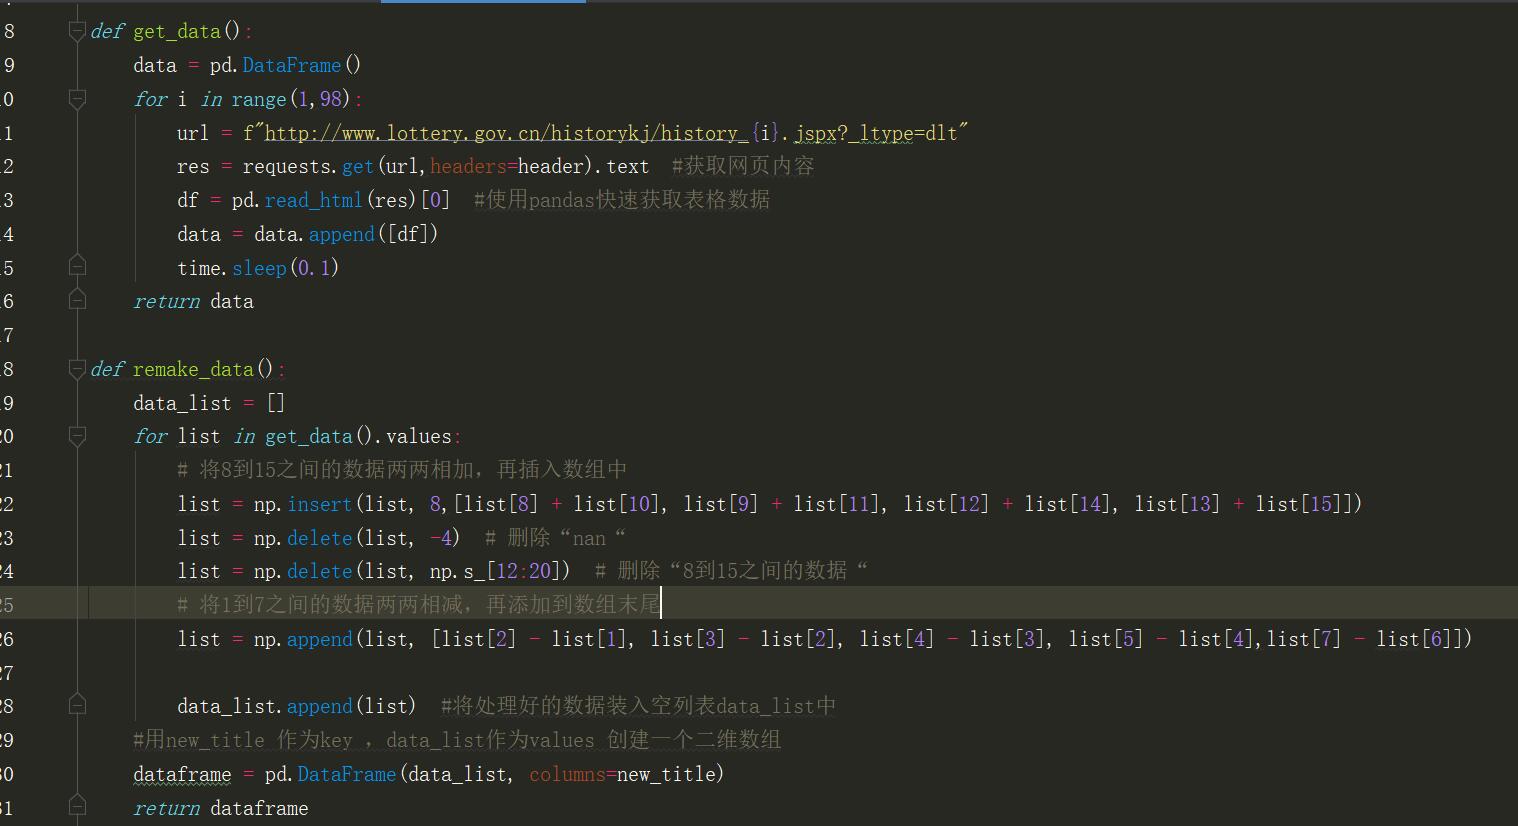 8 def get_data():
9 data = pd.DataFrame()
0 for i in range(1,98):
1 url = f"http://www.lottery.gov.cn/historykj/history_{i}.jspx?_ltype=dlt"
2 res = requests.get(url,headers=header).text #获取网页内容
3 df = pd.read_html(res)[0] #使用pandas快速获取表格数据
4 data = data.append([df])
5 time.sleep(0.1)
6 return data
7
8 def remake_data():
9 data_list = []
20 for list in get_data().values:
21 # 将8到15之间的数据两两相加，再插入数组中
22 list = np.insert(list, 8,[list[8] + list[10], list[9] + list[11], list[12] + list[14], list[13] + list[15]])
23 list = np.delete(list, -4) # 删除“nan“
24 list = np.delete(list, np.s_[12:20]) # 删除“8到15之间的数据“
25 # 将1到7之间的数据两两相减，再添加到数组末尾
26 list = np.append(list, [list[2] - list[1], list[3] - list[2], list[4] - list[3], list[5] - list[4],list[7] - list[6]])
27
28 data_list.append(list) #将处理好的数据装入空列表data_list中
29 #用new_title 作为key ，data_list作为values 创建一个二维数组
30 dataframe = pd.DataFrame(data_list, columns=new_title)
31 return dataframe